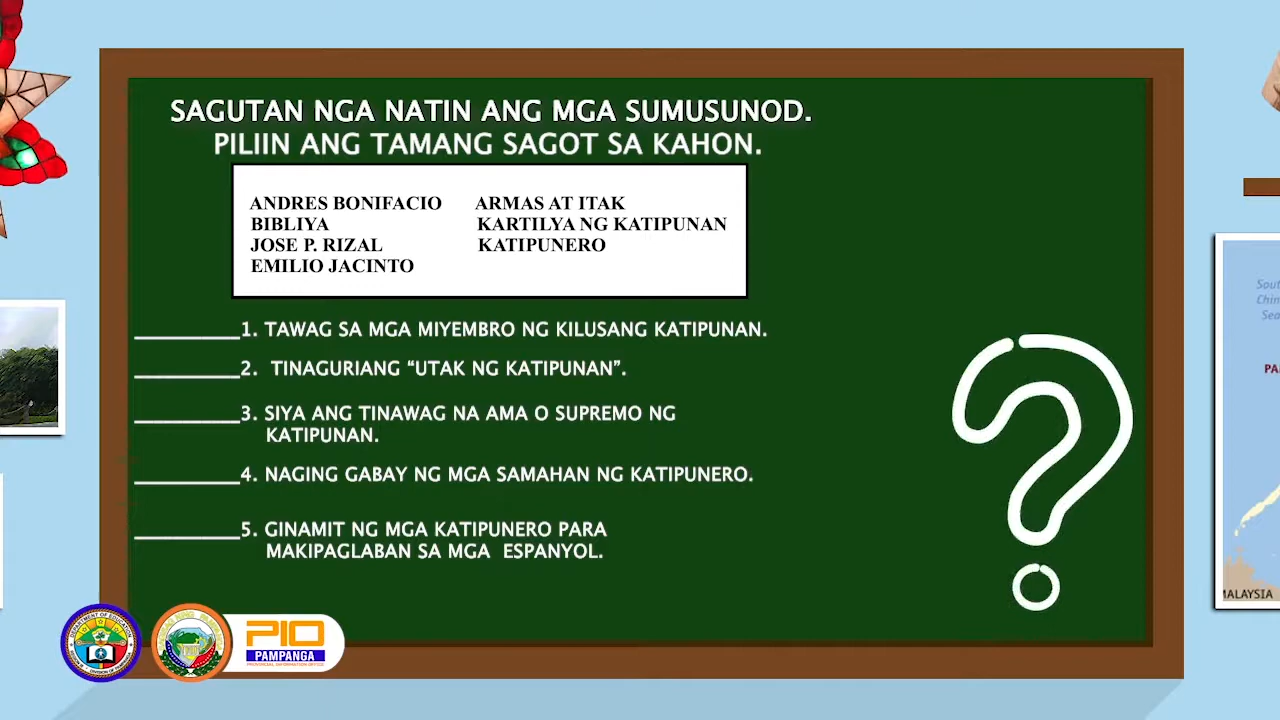 SAGUTAN NGA NATIN ANG MGA SUMUSUNOD.
PILIIN ANG TAMANG SAGOT SA KAHON.
ANDRES BONIFACIO ARMAS AT ITAK
BIBLIYA KARTILYA NG KATIPUNAN
JOSE P. RIZAL KATIPUNERO
EMILIO JACINTO
__________1. TAWAG SA MGA MIYEMBRO NG KILUSANG KATIPUNAN.
__________2. TINAGURIANG “UTAK NG KATIPUNAN”.
__________3. SIYA ANG TINAWAG NA AMA O SUPREMO NG
KATIPUNAN.
__________4. NAGING GABAY NG MGA SAMAHAN NG KATIPUNERO.
__________5. GINAMIT NG MGA KATIPUNERO PARA
MAKIPAGLABAN SA MGA ESPANYOL.
DEPARTMENT OF EDUCATION
PIO
PAMPANGA
PROVINCIAL INFORMATION OFFICE
MALAYSIA